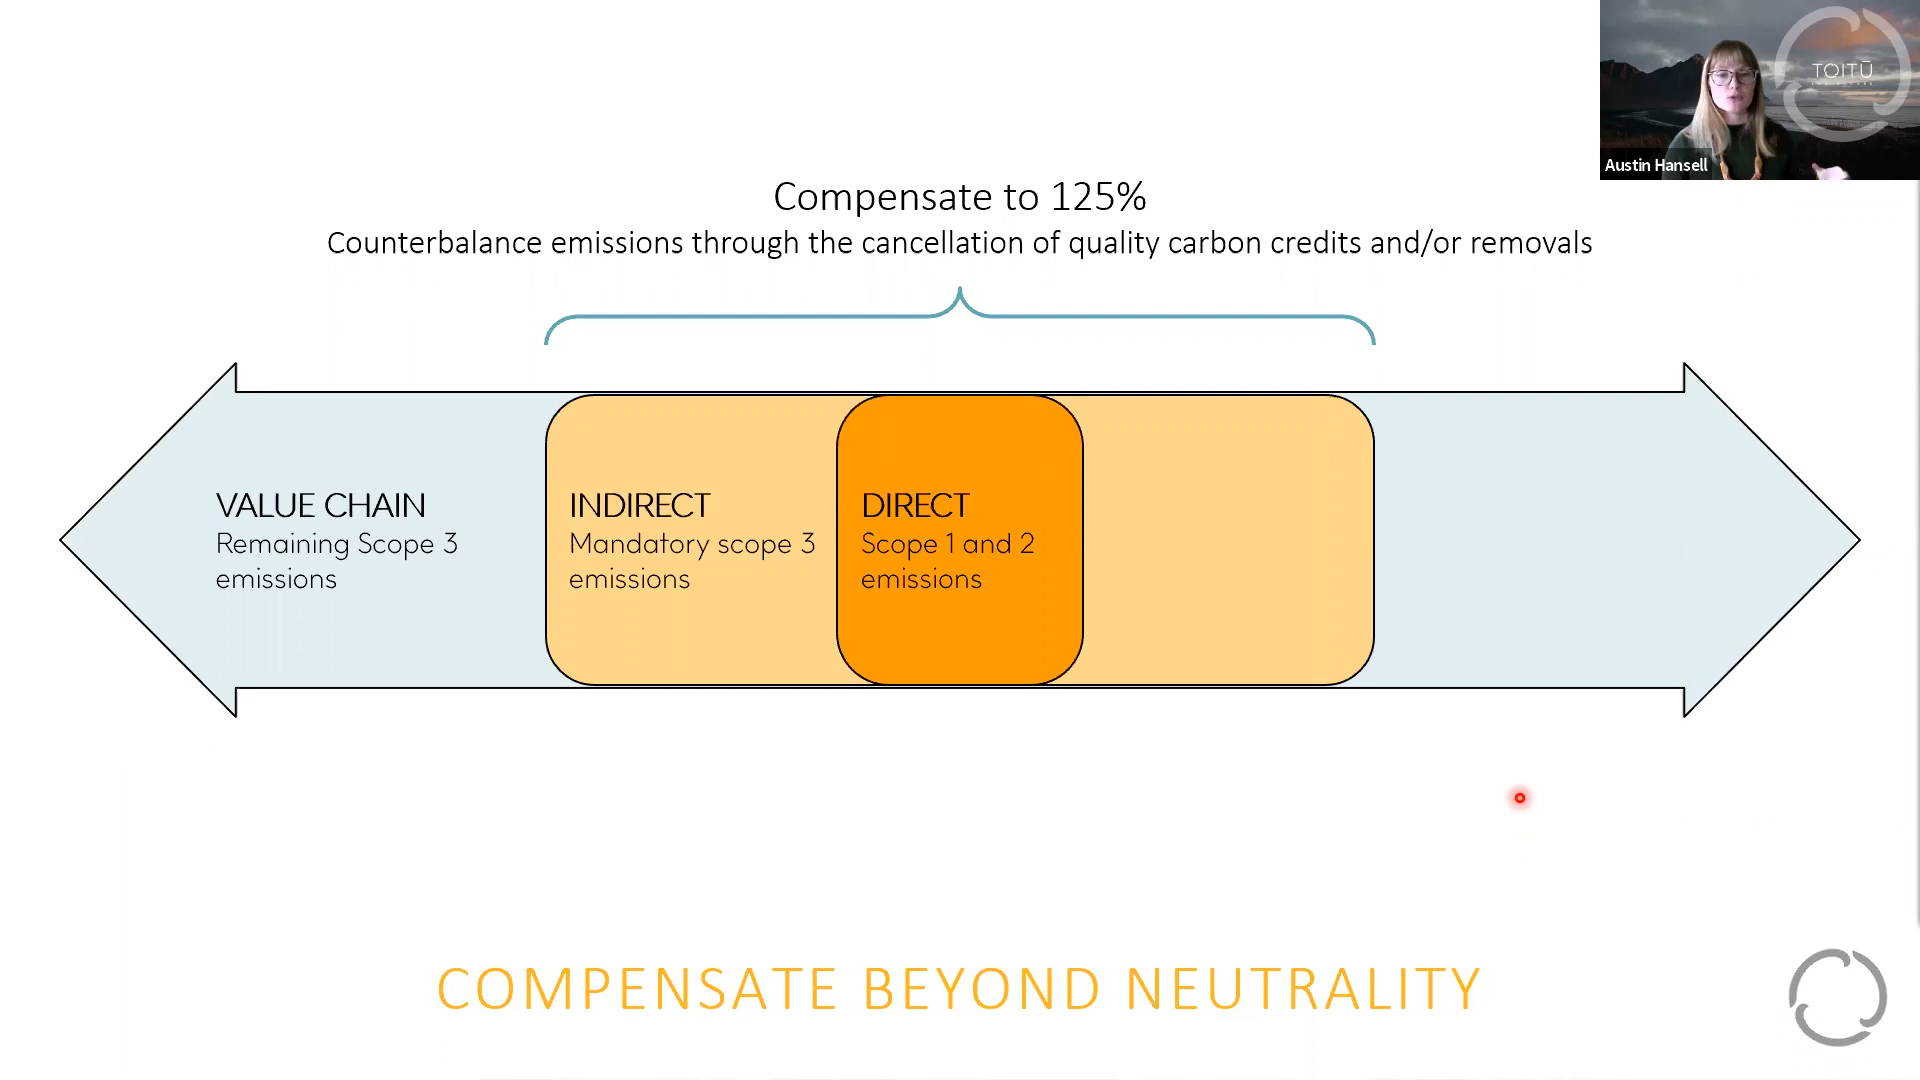 TOITŪ
Austin Hansell
Compensate to 125%
Counterbalance emissions through the cancellation of quality carbon credits and/or removals
VALUE CHAIN
Remaining Scope 3
emissions
INDIRECT
Mandatory scope 3
emissions
DIRECT
Scope 1 and 2
emissions
COMPENSATE BEYOND NEUTRALITY